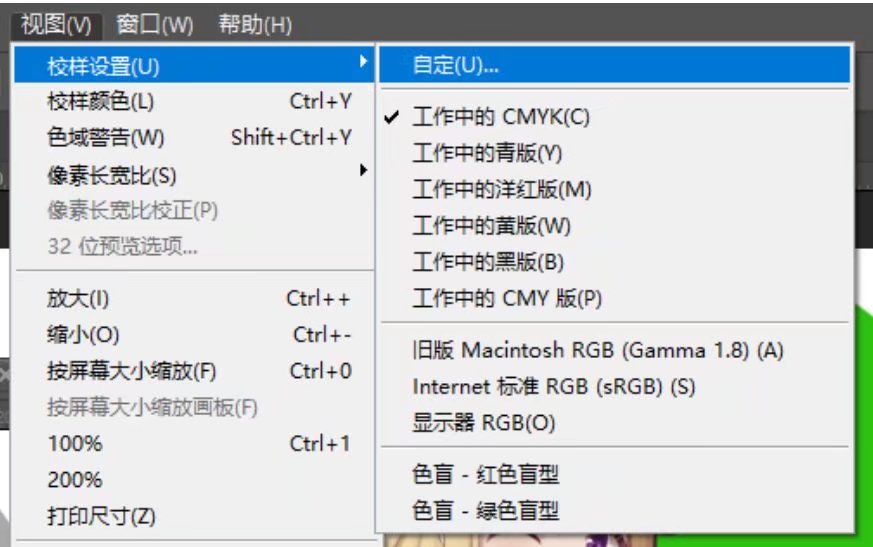 视图(V) 窗口(W) 帮助(H)
校样设置(U)
校样颜色(L) Ctrl+Y
色域警告(W) Shift+Ctrl+Y
像素长宽比(S)
像素长宽比校正(P)
32 位预览选项...
放大(I) Ctrl++
缩小(O) Ctrl+-
按屏幕大小缩放(F) Ctrl+0
按屏幕大小缩放画板(F)
100% Ctrl+1
200%
打印尺寸(Z)
自定(U)...
工作中的 CMYK(C)
工作中的青版(Y)
工作中的洋红版(M)
工作中的黄版(W)
工作中的黑版(B)
工作中的 CMY 版(P)
旧版 Macintosh RGB (Gamma 1.8) (A)
Internet 标准 RGB (sRGB) (S)
显示器 RGB(O)
色盲 - 红色盲型
色盲 - 绿色盲型